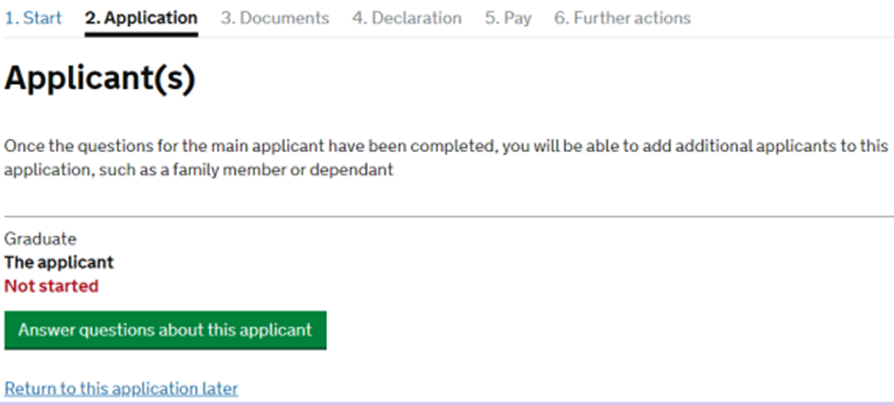 1. Start 2. Application 3. Documents 4. Declaration 5. Pay 6. Further actions
Applicant(s)
Once the questions for the main applicant have been completed, you will be able to add additional applicants to this
application, such as a family member or dependant
Graduate
The applicant
Not started
Answer questions about this applicant
Return to this application later